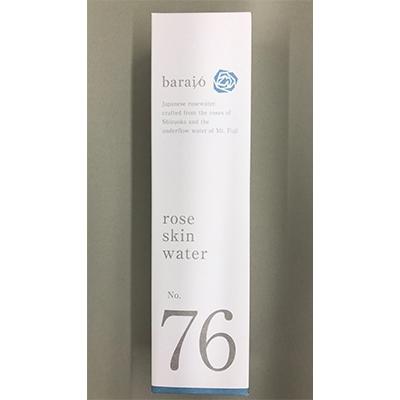 barajo
Japanese rosewater
crafted from the roses of
Shizuoka and the
underflow water of Mt. Fuji
rose
skin
water
No.
76